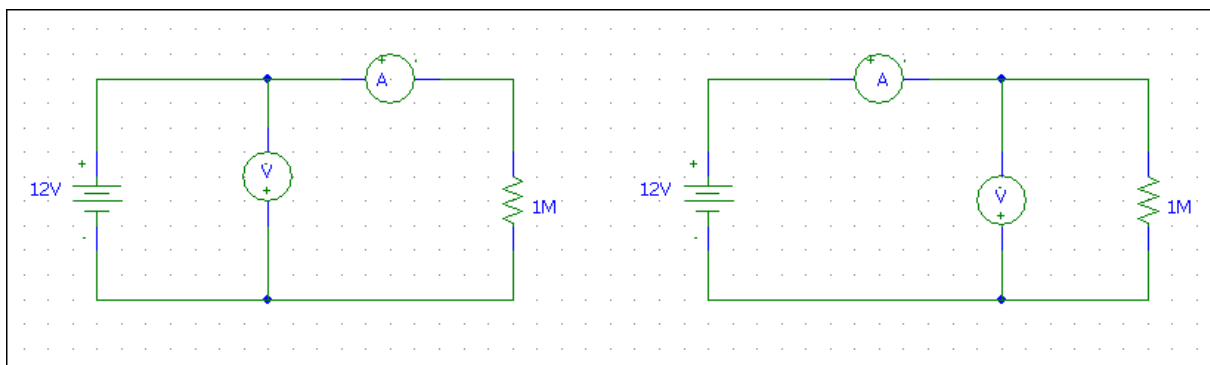 + A
+ A
+ 12V -
V +
1M
+ 12V -
V +
1M